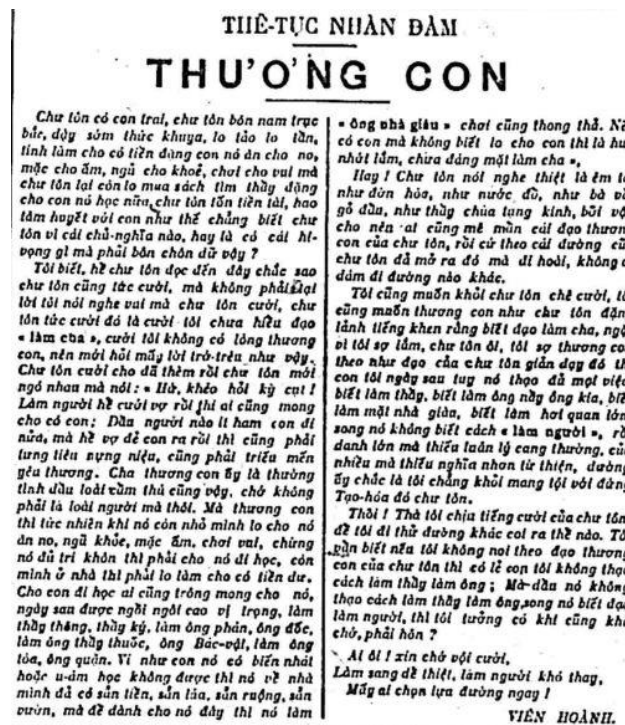 THẾ-TỤC NHÀN ĐÀM
THƯƠNG CON
Chư tôn có con trai, chư tôn bôn nam trục
bắc, dậy sớm thức khuya, lo lảo lo lần,
tính làm cho có tiền đặng con nó ăn cho no,
mặc cho ấm, ngủ cho khoẻ, chơi cho vui mà
chư tôn lại còn lo mua sách tìm thầy đặng
cho con nó học nữa, chư tôn tốn tiền tài, hao
tâm huyết với con như thế chẳng biết chư
tôn vì cái chủ-nghĩa nào, hay là có cái hi-
vọng gì mà phải bôn chôn dữ vậy ?
Tôi biết, hễ chư tôn đọc đến đây chắc sao
chư tôn cũng tức cười, mà không phải
lời tôi nói nghe vui mà chư tôn cười, chư
tôn tức cười đó là cười tôi chưa hiểu đạo
« làm cha », cười tôi không có lòng thương
con, nên mới hỏi mấy lời trở-trêu như vậy.
Chư tôn cười cho đã thèm rồi chư tôn mới
ngó nhau mà nói : « Hứ, khéo hỏi kỳ cục !
Làm người hễ cưới vợ rồi thì ai cũng mong
cho có con ; Dầu người nào ít ham con đi
nữa, mà hễ vợ đẻ con ra rồi thì cũng phải
tưng tiêu nựng nịu, cũng phải triều mến
yêu thương. Cha thương con ấy là thường
tình dầu loài cầm thú cũng vậy, chớ không
phải là loài người mà thôi. Mà thương con
thì tức nhiên khi nó còn nhỏ mình lo cho nó
ăn no, ngũ khỏe, mặc ấm, chơi vui, chừng
nó đủ trí khôn thì phải cho nó đi học, còn
mình ở nhà thì phải lo làm cho có tiền dư.
Cho con đi học ai cũng trông mong cho nó,
ngày sau được ngồi ngôi cao vị trọng, làm
thầy thông, thầy ký, làm ông phán, ông đốc,
làm ông thầy thuốc, ông Bác-vật, làm ông
tòa, ông quận. Ví như con nó có biến nhát
hoặc u-ám học không được thì nó về nhà
mình đã có sẵn tiền, sẵn lúa, sẵn ruộng, sẵn
vườn, mà để dành cho nó đây thì nó làm
« ông nhà giàu » chơi cũng thong thả.
có con mà không biết lo cho con thì là hư
nhứt lắm, chưa đáng mặt làm cha »,
Hay ! Chư tôn nói nghe thiệt là êm
như đờn hòa, như nước đủ, như bà
gõ đũa, như thầy chùa tụng kinh, bởi vậy
cho nên ai cũng mê mẩn cái đạo thương
con của chư tôn, rồi cứ theo cái đường
chư tôn đã mở ra đó mà đi hoài, không
dám đi đường nào khác.
Tôi cũng muốn khỏi chư tôn chê cười,
cũng muốn thương con như chư tôn
lãnh tiếng khen rằng biết đạo làm cha,
vì tôi sợ lắm, chư tôn ôi, tôi sợ thương con
theo như đạo của chư tôn giản dạy đó thì
con tôi ngày sau tuy nó thạo đã mọi việc
biết làm thầy, biết làm ông nầy ông kia, biết
làm mặt nhà giàu, biết làm hơi quan lớn
song nó không biết cách « làm người »,
danh lớn mà thiếu luân lý cang thường,
nhiều mà thiếu nghĩa nhơn từ thiện, dường
ấy chắc là tôi chẳng khỏi mang tội với đấng
Tạo-hóa đó chư tôn.
Thôi ! Thà tôi chịu tiếng cười của chư tôn
để tôi đi thử đường khác coi ra thế nào. Tôi
vẫn biết nếu tôi không noi theo đạo thương
con của chư tôn thì có lẽ con tôi không thạo
cách làm thầy làm ông ; Mà dầu nó không
thạo cách làm thầy làm ông, song nó biết đạo
làm người, thì tôi tưởng có khi cũng khá
chớ, phải hôn ?
Ai ôi ! xin chớ vội cười,
Làm sang dễ thiệt, làm người khó thay,
Mấy ai chọn lựa đường ngay !
VIÊN HOÀNH.